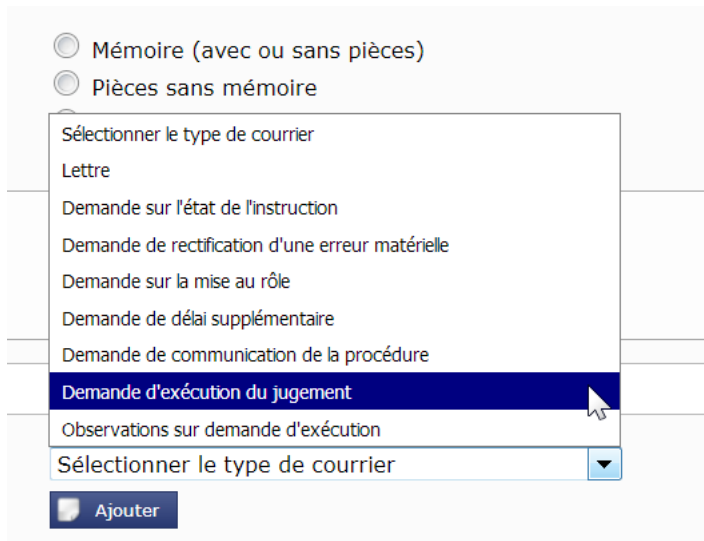 Mémoire (avec ou sans pièces)
Pièces sans mémoire
Sélectionner le type de courrier
Lettre
Demande sur l'état de l'instruction
Demande de rectification d'une erreur matérielle
Demande sur la mise au rôle
Demande de délai supplémentaire
Demande de communication de la procédure
Demande d'exécution du jugement
Observations sur demande d'exécution
Sélectionner le type de courrier
Ajouter